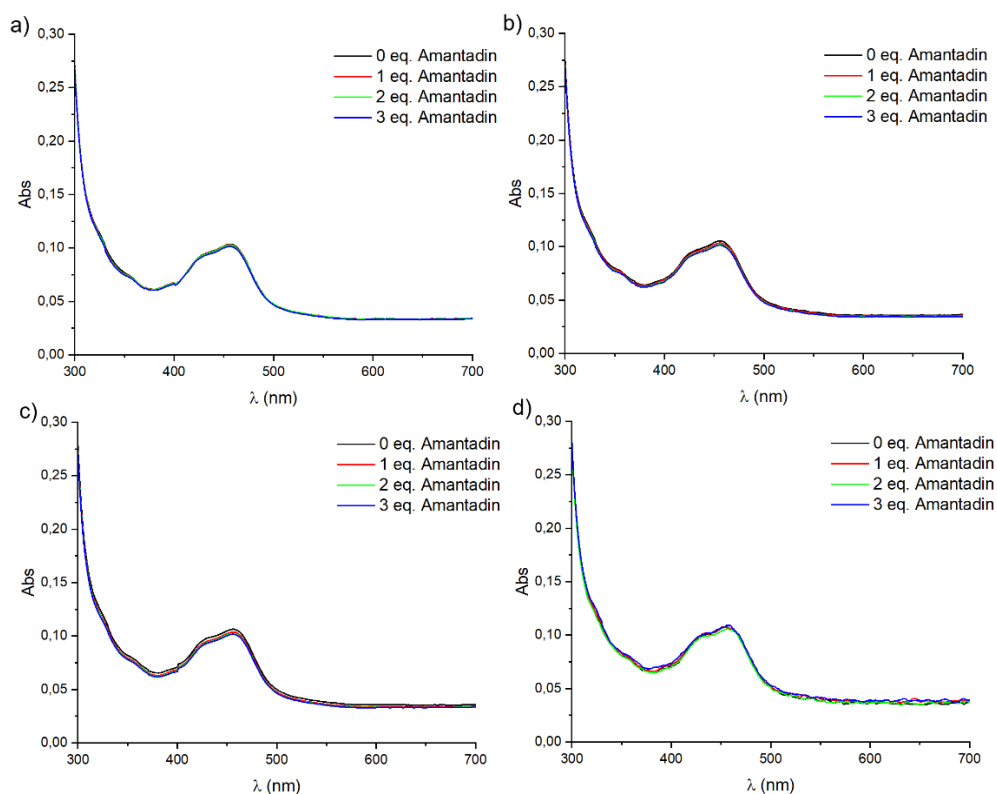 a)
0 eq. Amantadin
1 eq. Amantadin
2 eq. Amantadin
3 eq. Amantadin
0,30
0,25
0,20
0,15
0,10
0,05
0,00
Abs
300 400 500 600 700
λ (nm)
b)
0 eq. Amantadin
1 eq. Amantadin
2 eq. Amantadin
3 eq. Amantadin
0,30
0,25
0,20
0,15
0,10
0,05
0,00
Abs
300 400 500 600 700
λ (nm)
c)
0 eq. Amantadin
1 eq. Amantadin
2 eq. Amantadin
3 eq. Amantadin
0,30
0,25
0,20
0,15
0,10
0,05
0,00
Abs
300 400 500 600 700
λ (nm)
d)
0 eq. Amantadin
1 eq. Amantadin
2 eq. Amantadin
3 eq. Amantadin
0,30
0,25
0,20
0,15
0,10
0,05
0,00
Abs
300 400 500 600 700
λ (nm)